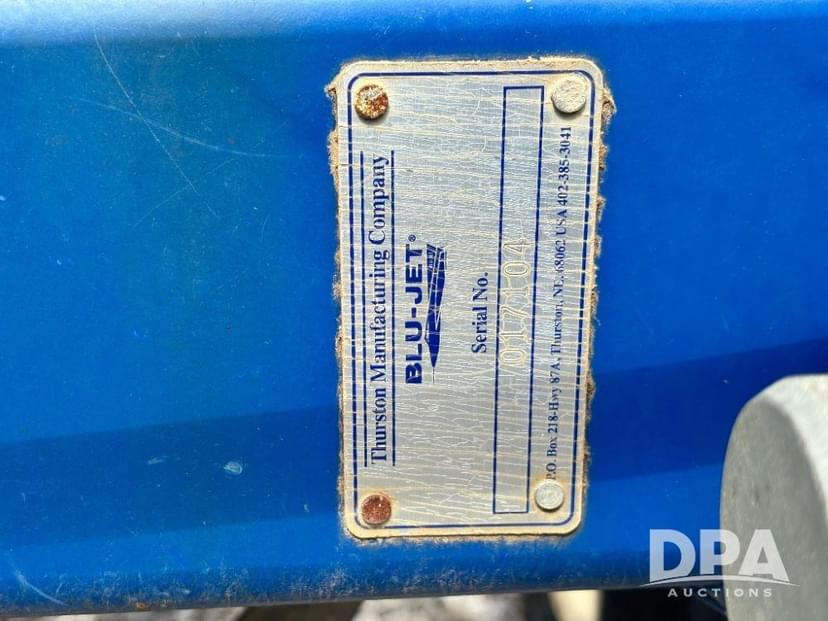 Thurston Manufacturing Company
BLU-JET®
Serial No.
017104
P.O. Box 218-Hwy 87A, Thurston, NE. 68062 USA 402-385-3041
DPA
AUCTIONS